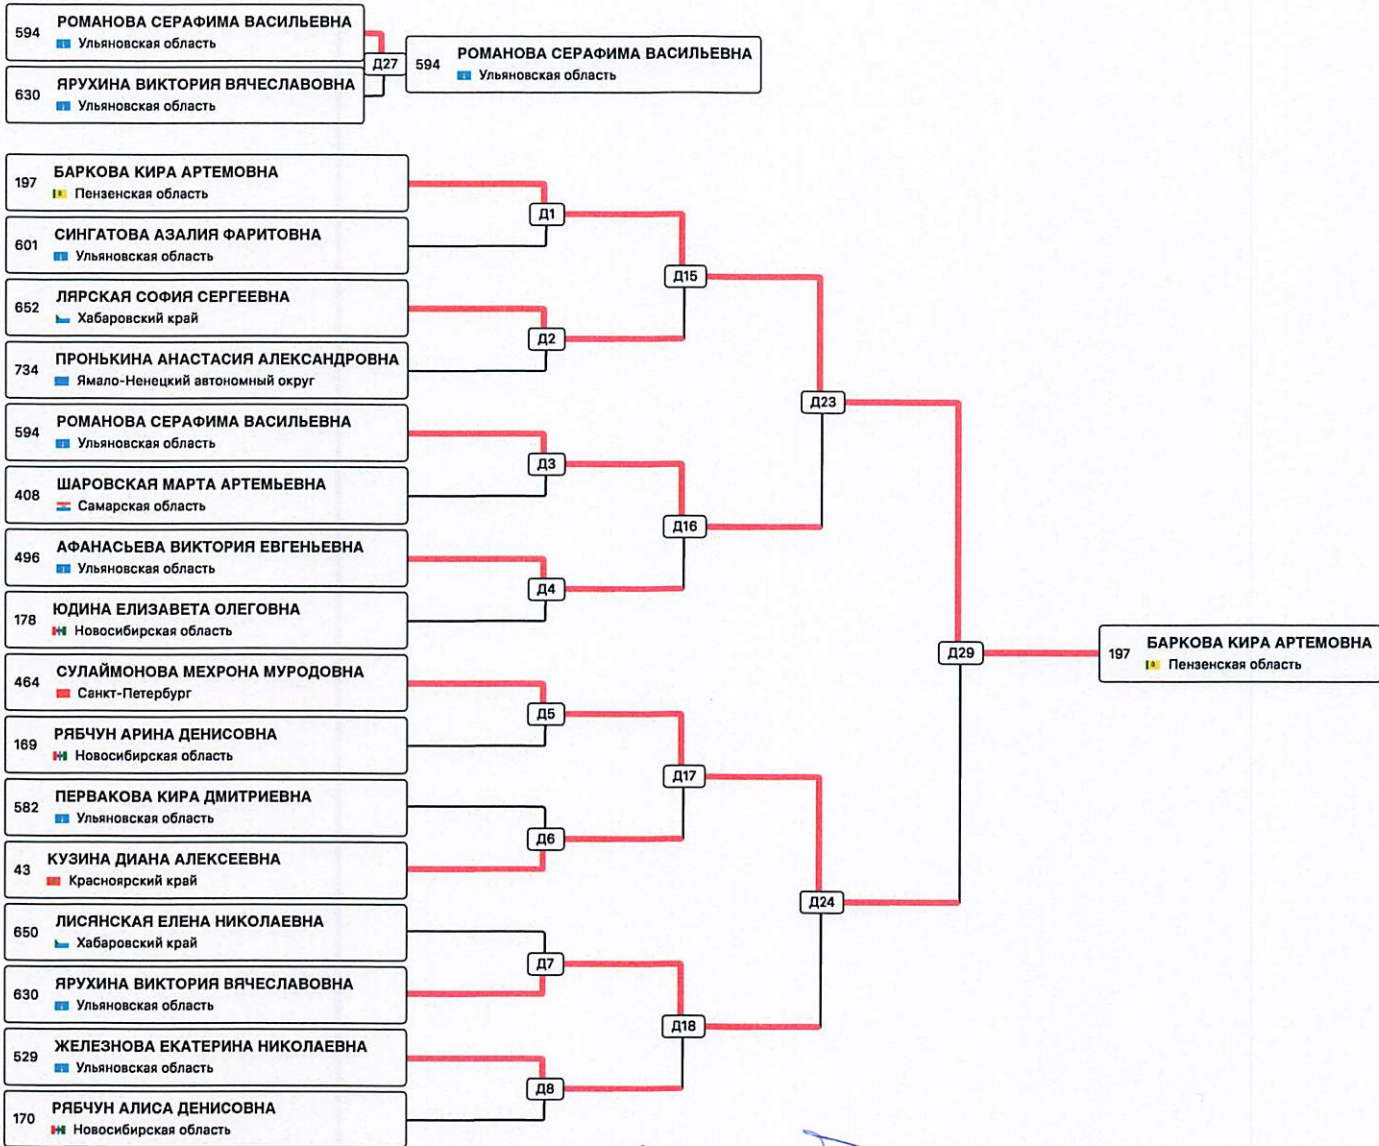 594
РОМАНОВА СЕРАФИМА ВАСИЛЬЕВНА
Ульяновская область
630
ЯРУХИНА ВИКТОРИЯ ВЯЧЕСЛАВОВНА
Ульяновская область
Д27
594
РОМАНОВА СЕРАФИМА ВАСИЛЬЕВНА
Ульяновская область
197
БАРКОВА КИРА АРТЕМОВНА
Пензенская область
601
СИНГАТОВА АЗАЛИЯ ФАРИТОВНА
Ульяновская область
652
ЛЯРСКАЯ СОФИЯ СЕРГЕЕВНА
Хабаровский край
734
ПРОНЬКИНА АНАСТАСИЯ АЛЕКСАНДРОВНА
Ямало-Ненецкий автономный округ
594
РОМАНОВА СЕРАФИМА ВАСИЛЬЕВНА
Ульяновская область
408
ШАРОВСКАЯ МАРТА АРТЕМЬЕВНА
Самарская область
496
АФАНАСЬЕВА ВИКТОРИЯ ЕВГЕНЬЕВНА
Ульяновская область
178
ЮДИНА ЕЛИЗАВЕТА ОЛЕГОВНА
Новосибирская область
464
СУЛАЙМОНОВА МЕХРОНА МУРОДОВНА
Санкт-Петербург
169
РЯБЧУН АРИНА ДЕНИСОВНА
Новосибирская область
582
ПЕРВАКОВА КИРА ДМИТРИЕВНА
Ульяновская область
43
КУЗИНА ДИАНА АЛЕКСЕЕВНА
Красноярский край
650
ЛИСЯНСКАЯ ЕЛЕНА НИКОЛАЕВНА
Хабаровский край
630
ЯРУХИНА ВИКТОРИЯ ВЯЧЕСЛАВОВНА
Ульяновская область
529
ЖЕЛЕЗНОВА ЕКАТЕРИНА НИКОЛАЕВНА
Ульяновская область
170
РЯБЧУН АЛИСА ДЕНИСОВНА
Новосибирская область
Д1
Д2
Д3
Д4
Д5
Д6
Д7
Д8
Д15
Д16
Д17
Д18
Д23
Д24
Д29
197
БАРКОВА КИРА АРТЕМОВНА
Пензенская область